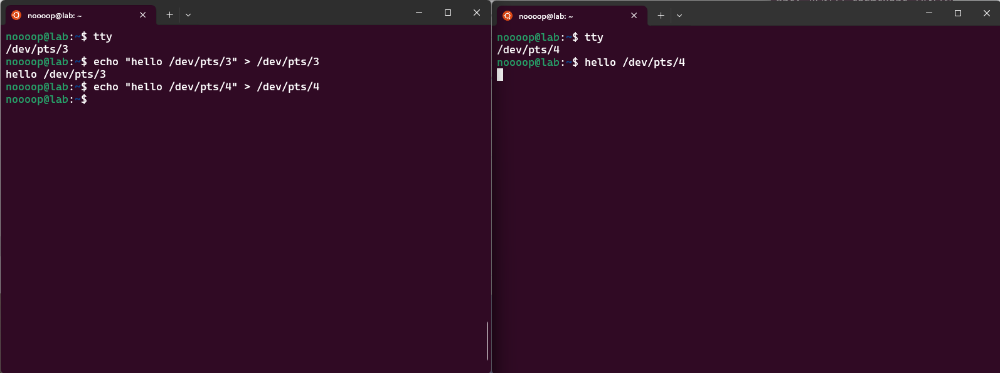 noooop@lab: ~
noooop@lab:~$ tty
/dev/pts/3
noooop@lab:~$ echo "hello /dev/pts/3" > /dev/pts/3
hello /dev/pts/3
noooop@lab:~$ echo "hello /dev/pts/4" > /dev/pts/4
noooop@lab:~$
noooop@lab: ~
noooop@lab:~$ tty
/dev/pts/4
noooop@lab:~$ hello /dev/pts/4